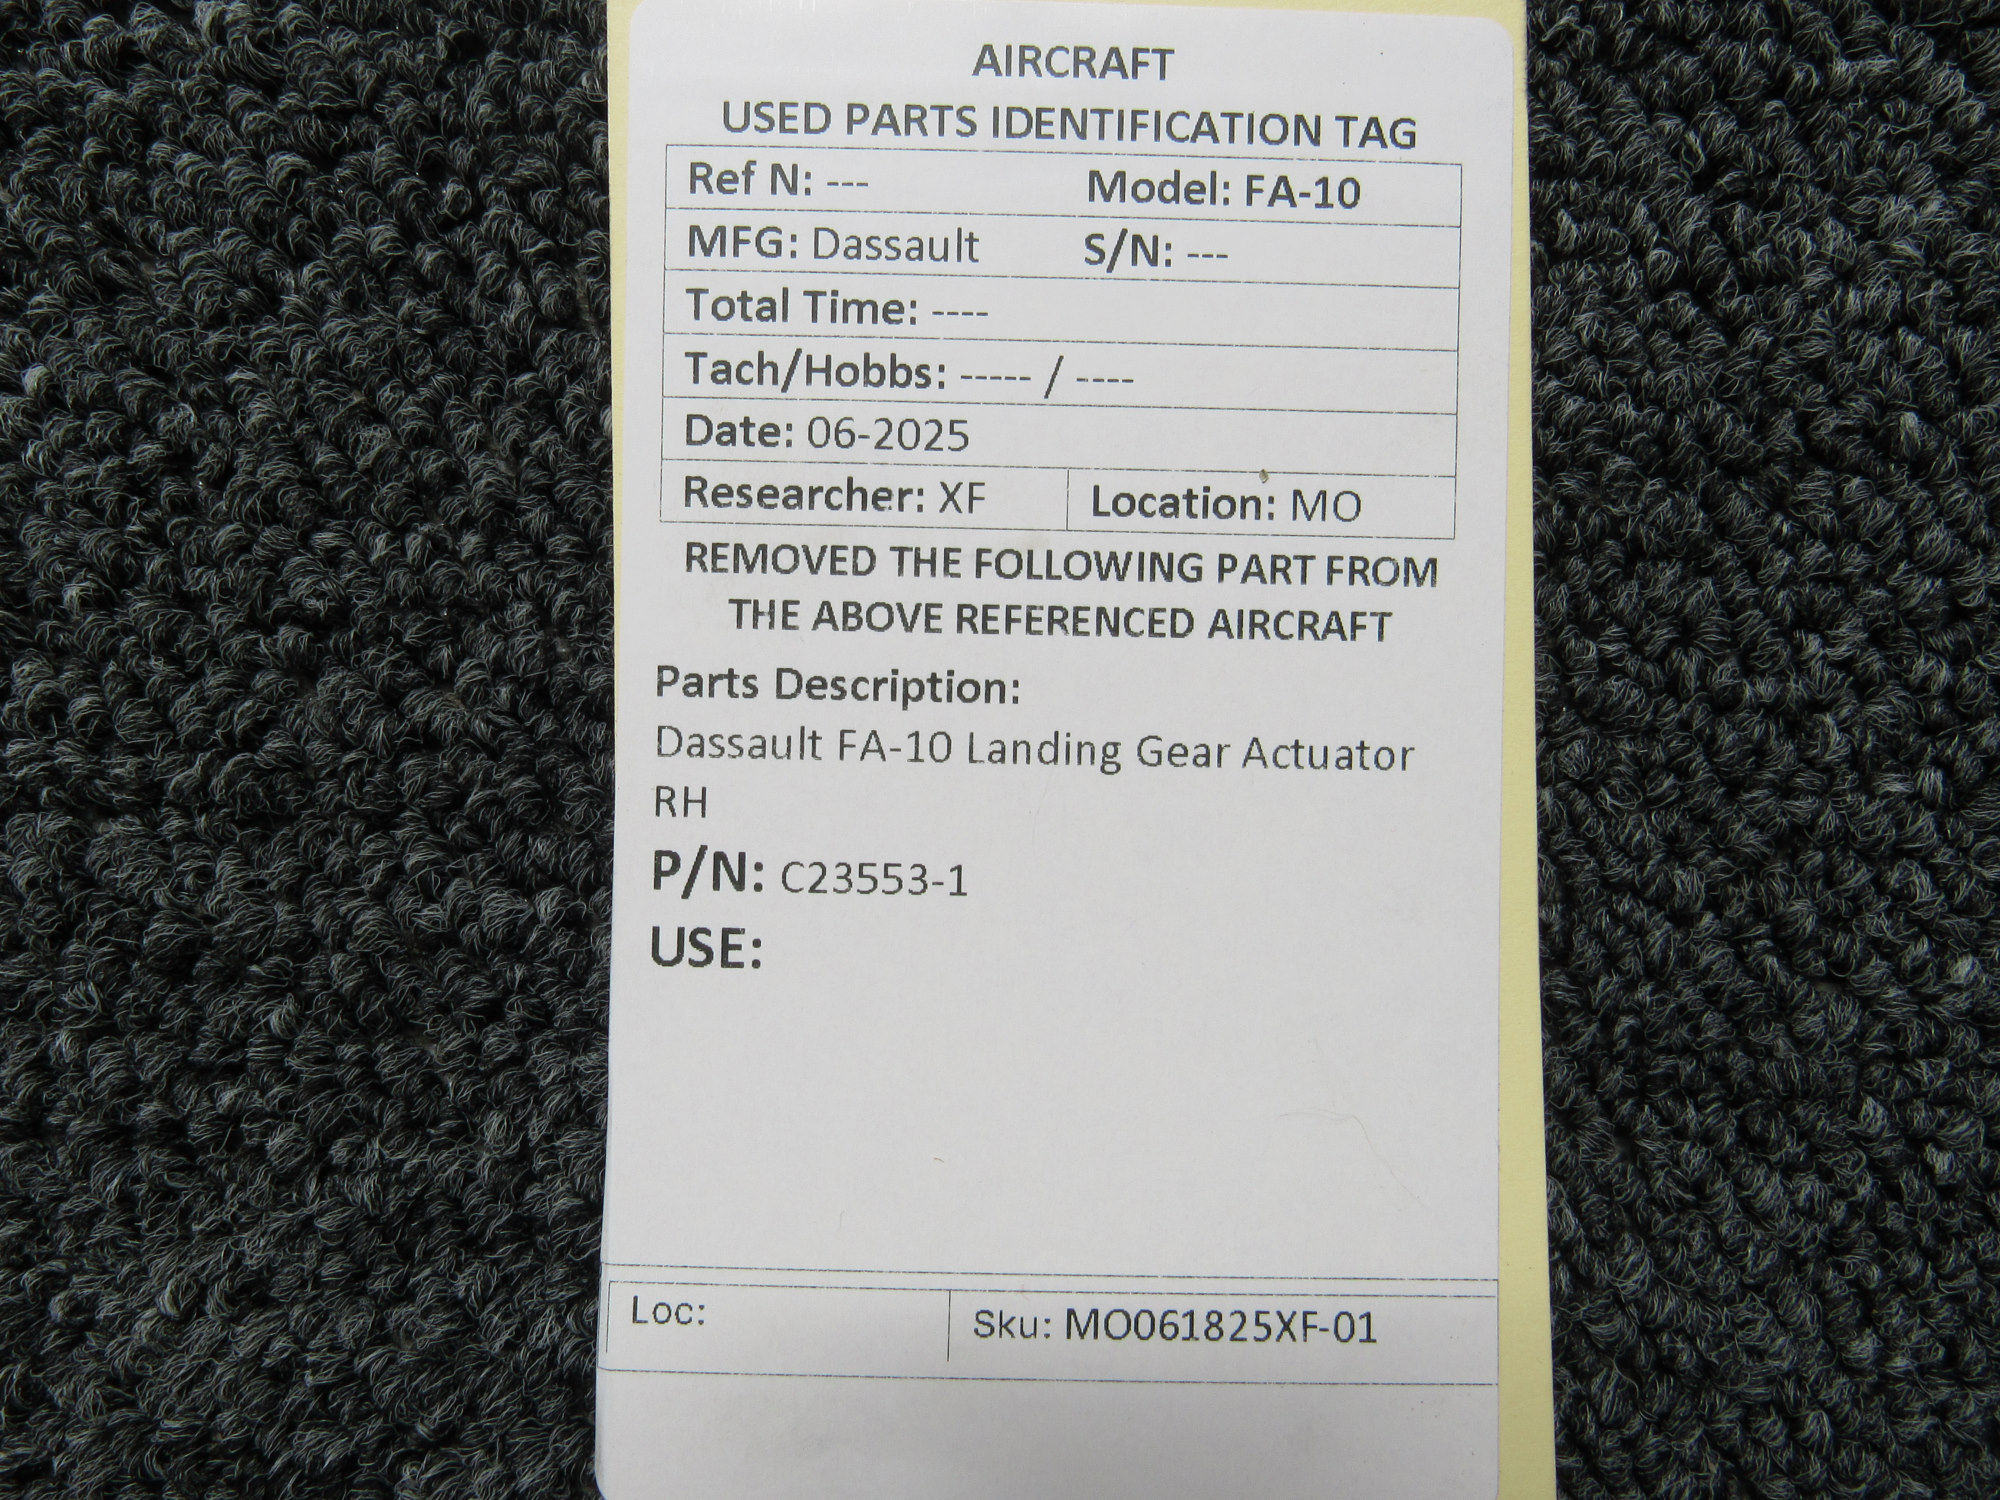 AIRCRAFT
USED PARTS IDENTIFICATION TAG
Ref N: --- Model: FA-10
MFG: Dassault S/N: ---
Total Time: ----
Tach/Hobbs: ----- / ----
Date: 06-2025
Researcher: XF Location: MO
REMOVED THE FOLLOWING PART FROM
THE ABOVE REFERENCED AIRCRAFT
Parts Description:
Dassault FA-10 Landing Gear Actuator
RH
P/N: C23553-1
USE:
Loc: Sku: MO061825XF-01